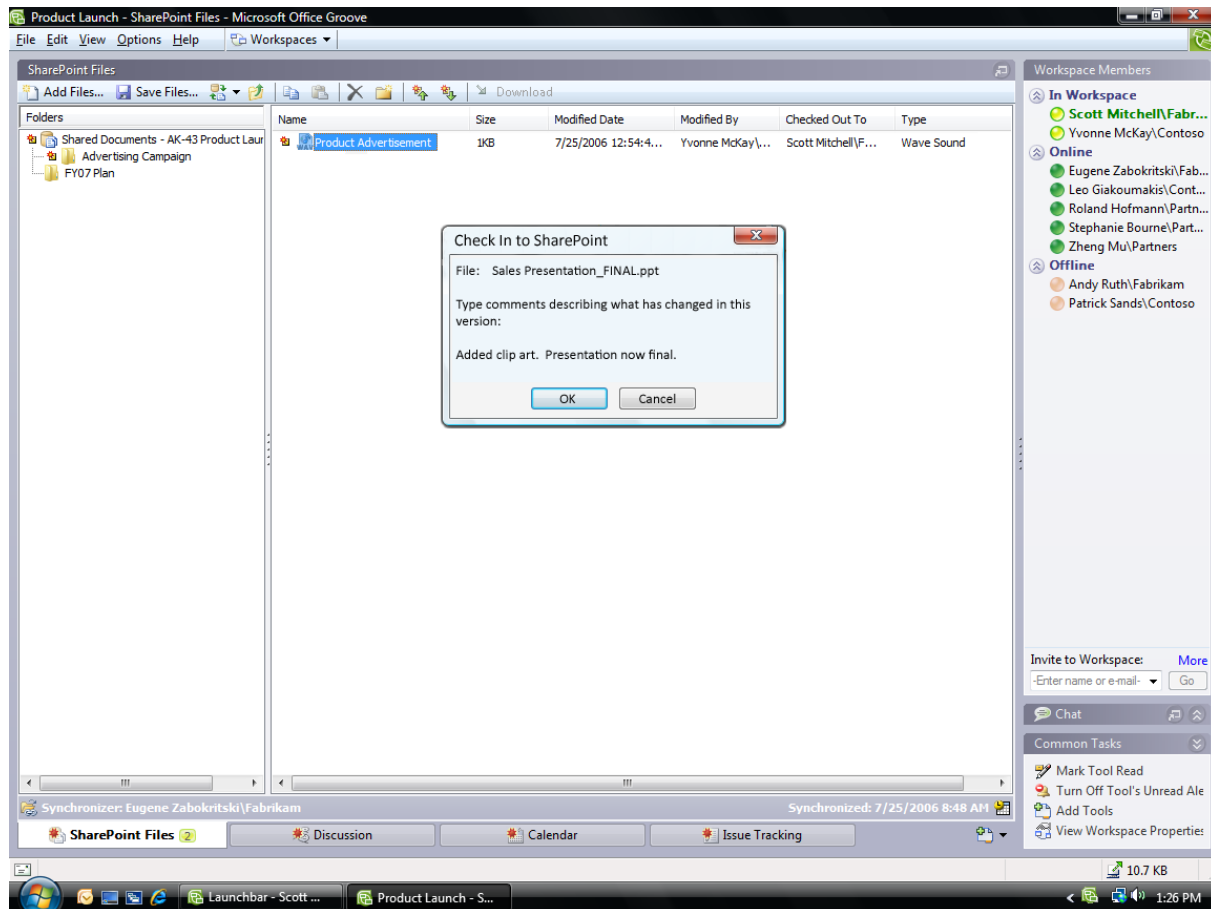 Product Launch - SharePoint Files - Microsoft Office Groove
File Edit View Options Help Workspaces
SharePoint Files
Add Files... Save Files... Download
Folders
Shared Documents - AK-43 Product Laur
Advertising Campaign
FY07 Plan
Name Size Modified Date Modified By Checked Out To Type
Product Advertisement 1KB 7/25/2006 12:54:4... Yvonne McKay\... Scott Mitchell\F... Wave Sound
Check In to SharePoint
File: Sales Presentation_FINAL.ppt
Type comments describing what has changed in this
version:
Added clip art. Presentation now final.
OK Cancel
Workspace Members
In Workspace
Scott Mitchell\Fabr...
Yvonne McKay\Contoso
Online
Eugene Zabokritski\Fab...
Leo Giakoumakis\Cont...
Roland Hofmann\Partn...
Stephanie Bourne\Part...
Zheng Mu\Partners
Offline
Andy Ruth\Fabrikam
Patrick Sands\Contoso
Invite to Workspace: More
-Enter name or e-mail- Go
Chat
Common Tasks
Mark Tool Read
Turn Off Tool's Unread Ale
Add Tools
View Workspace Properties
Synchronizer: Eugene Zabokritski\Fabrikam Synchronized: 7/25/2006 8:48 AM
SharePoint Files 2 Discussion Calendar Issue Tracking
10.7 KB
Launchbar - Scott ... Product Launch - S... 1:26 PM